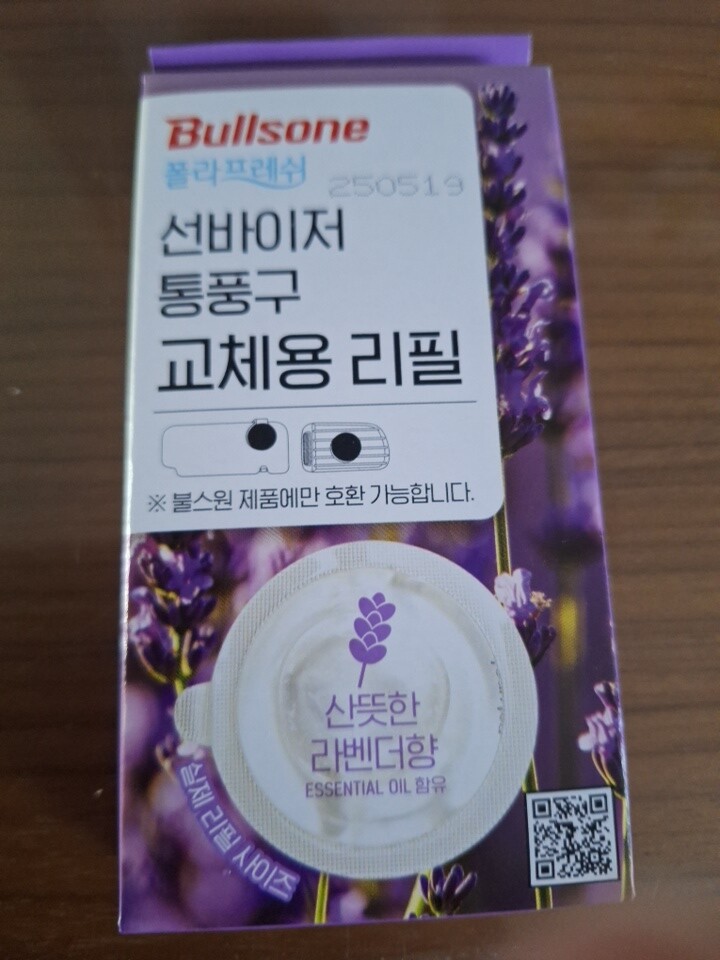 Bullsone
폴라프레쉬
250519
선바이저
통풍구
교체용 리필
※ 불스원 제품에만 호환 가능합니다.
산뜻한
라벤더향
ESSENTIAL OIL 함유
실제 리필 사이즈